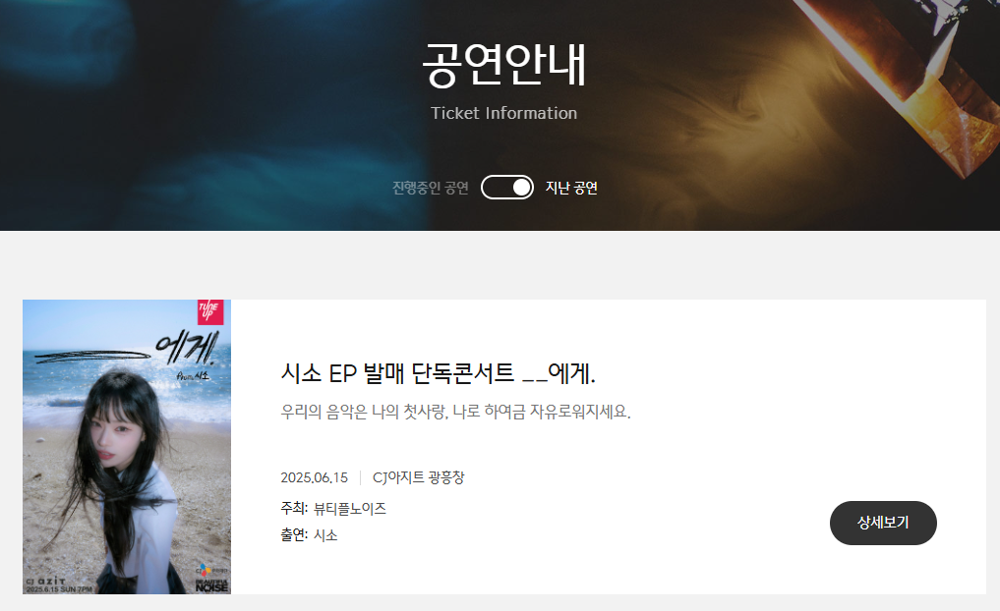 공연안내
Ticket Information
진행중인 공연 지난 공연
TUNE UP
에게.
From. 시소
CJ azit
2025.6.15 SUN 7PM
CJ
BEAUTIFUL
NOISE
시소 EP 발매 단독콘서트 __에게.
우리의 음악은 나의 첫사랑, 나로 하여금 자유로워지세요.
2025.06.15 CJ아지트 광흥창
주최: 뷰티플노이즈
출연: 시소
상세보기